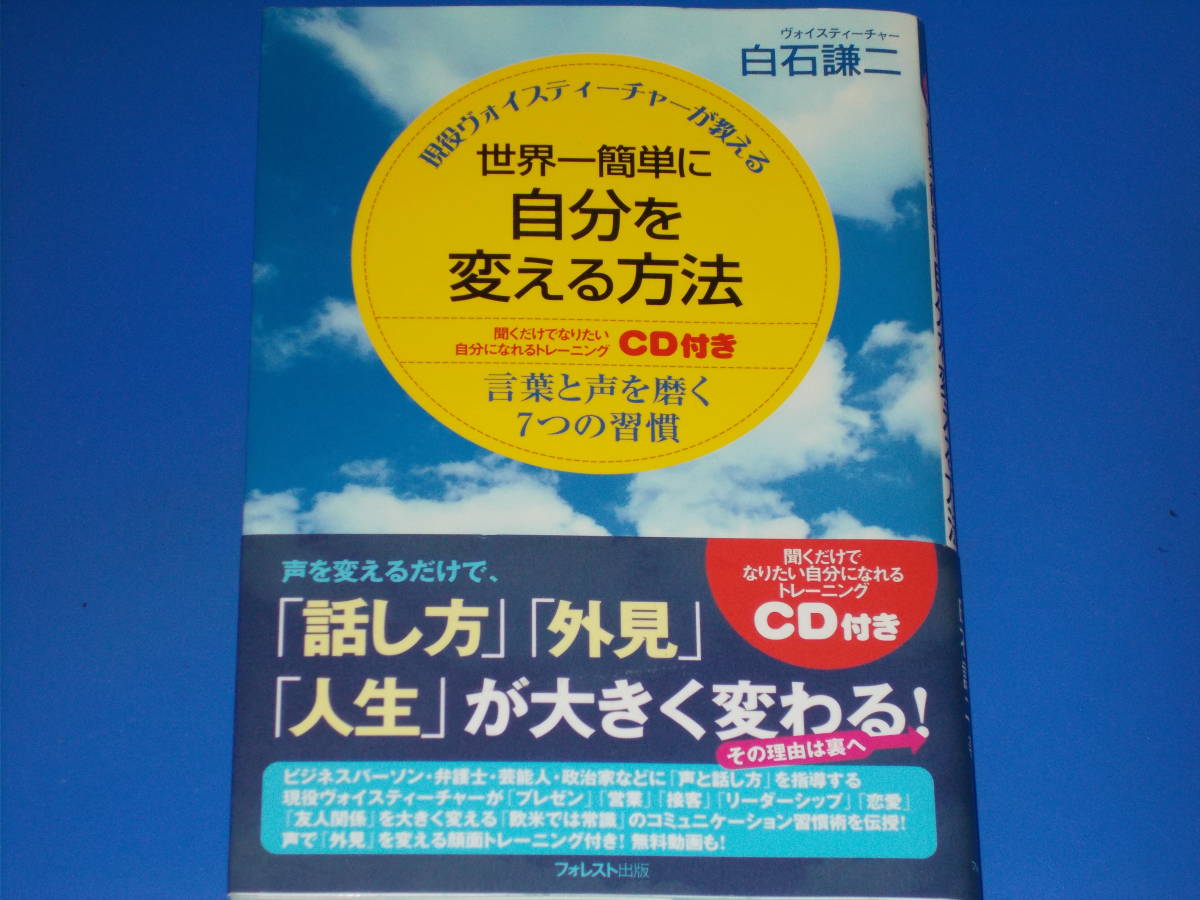 ヴォイスティーチャー
白石謙二
現役ヴォイスティーチャーが教える
世界一簡単に
自分を
変える方法
聞くだけでなりたい
自分になれるトレーニング CD付き
言葉と声を磨く
7つの習慣
声を変えるだけで、
「話し方」「外見」
「人生」が大きく変わる!
聞くだけで
なりたい自分になれる
トレーニング
CD付き
その理由は裏へ
ビジネスパーソン・弁護士・芸能人・政治家などに「声と話し方」を指導する
現役ヴォイスティーチャーが「プレゼン」「営業」「接客」「リーダーシップ」「恋愛」
「友人関係」を大きく変える「欧米では常識」のコミュニケーション習慣術を伝授!
声で「外見」を変える顔面トレーニング付き! 無料動画も!
フォレスト出版